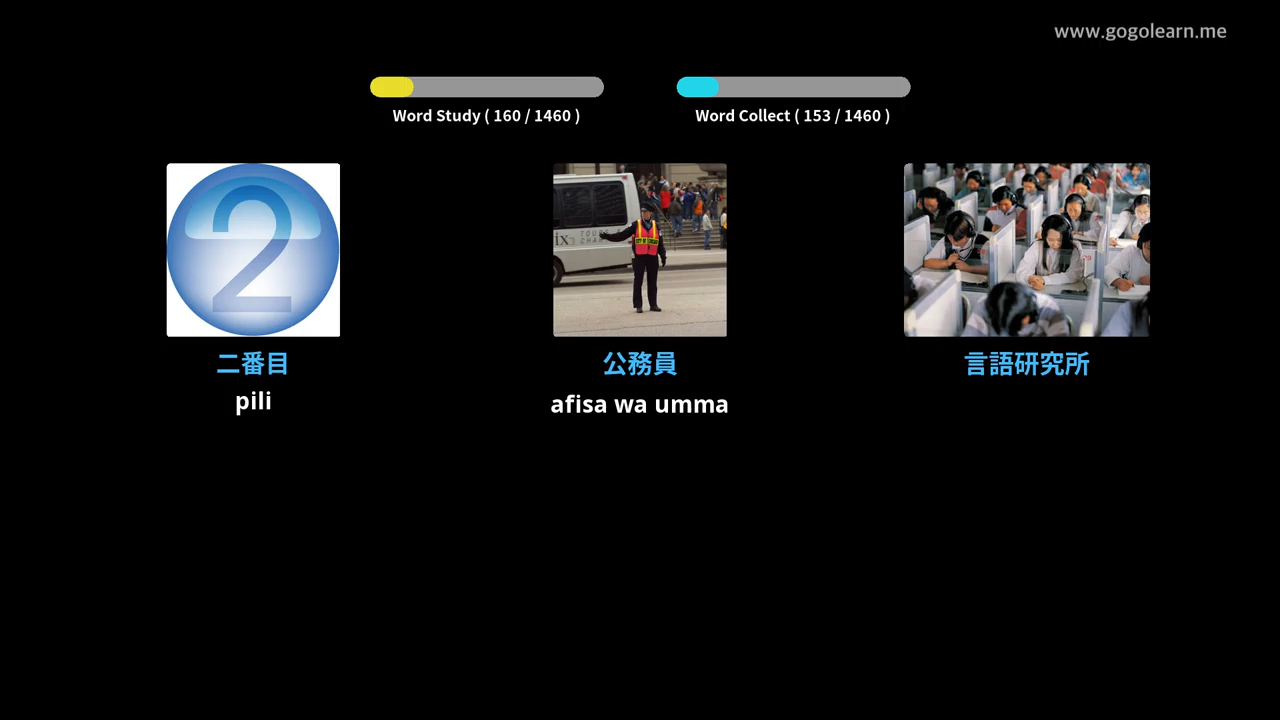 www.gogolearn.me
Word Study ( 160 / 1460 )
Word Collect ( 153 / 1460 )
2
二番目
公務員
言語研究所
pili
afisa wa umma